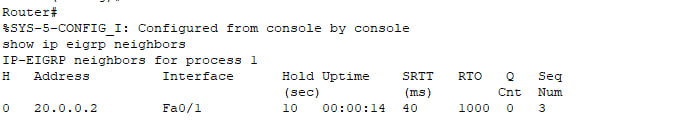 Router#
%SYS-5-CONFIG_I: Configured from console by console
show ip eigrp neighbors
IP-EIGRP neighbors for process 1
H   Address         Interface      Hold Uptime    SRTT   RTO   Q   Seq
                                   (sec)          (ms)        Cnt  Num
0   20.0.0.2        Fa0/1          10   00:00:14  40     1000  0   3